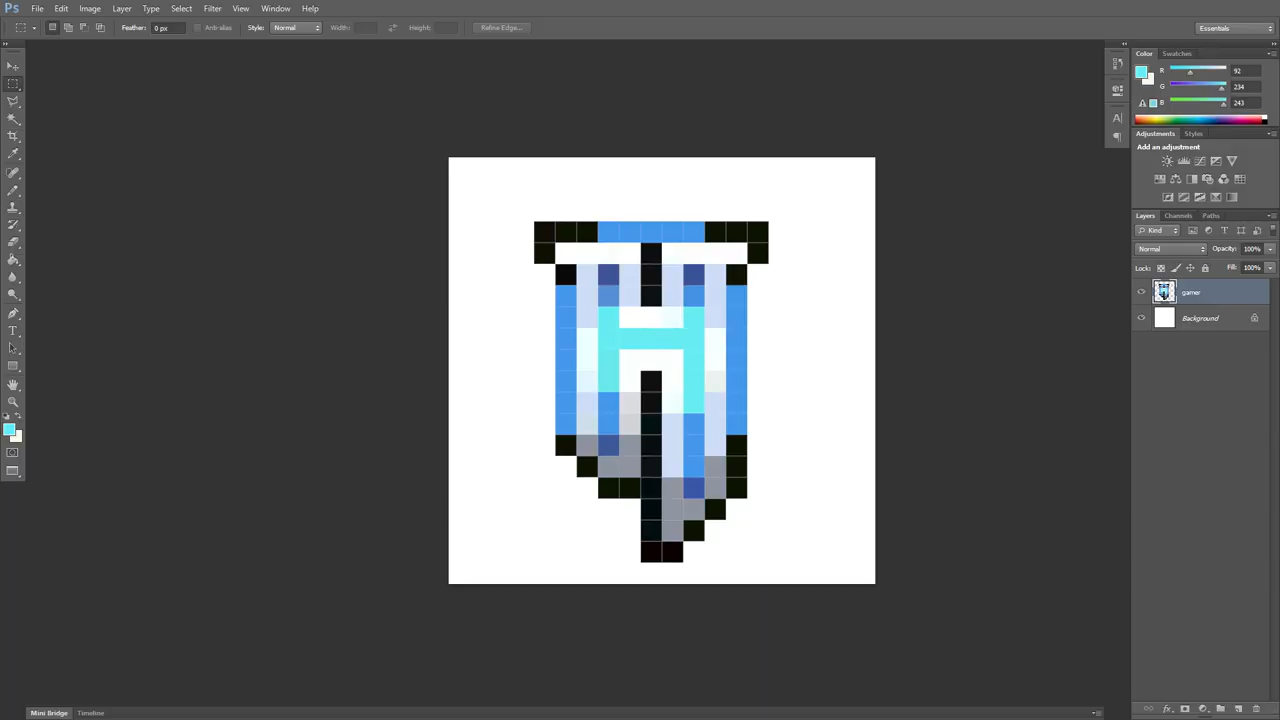 Ps File Edit Image Layer Type Select Filter View Window Help
Feather: 0 px Anti-alias Style: Normal Width: Height: Refine Edge... Essentials
Color Swatches
R 92
G 234
B 243
Adjustments Styles
Add an adjustment
Layers Channels Paths
Kind
Normal Opacity: 100%
Lock: Fill: 100%
gamer
Background
Mini Bridge Timeline